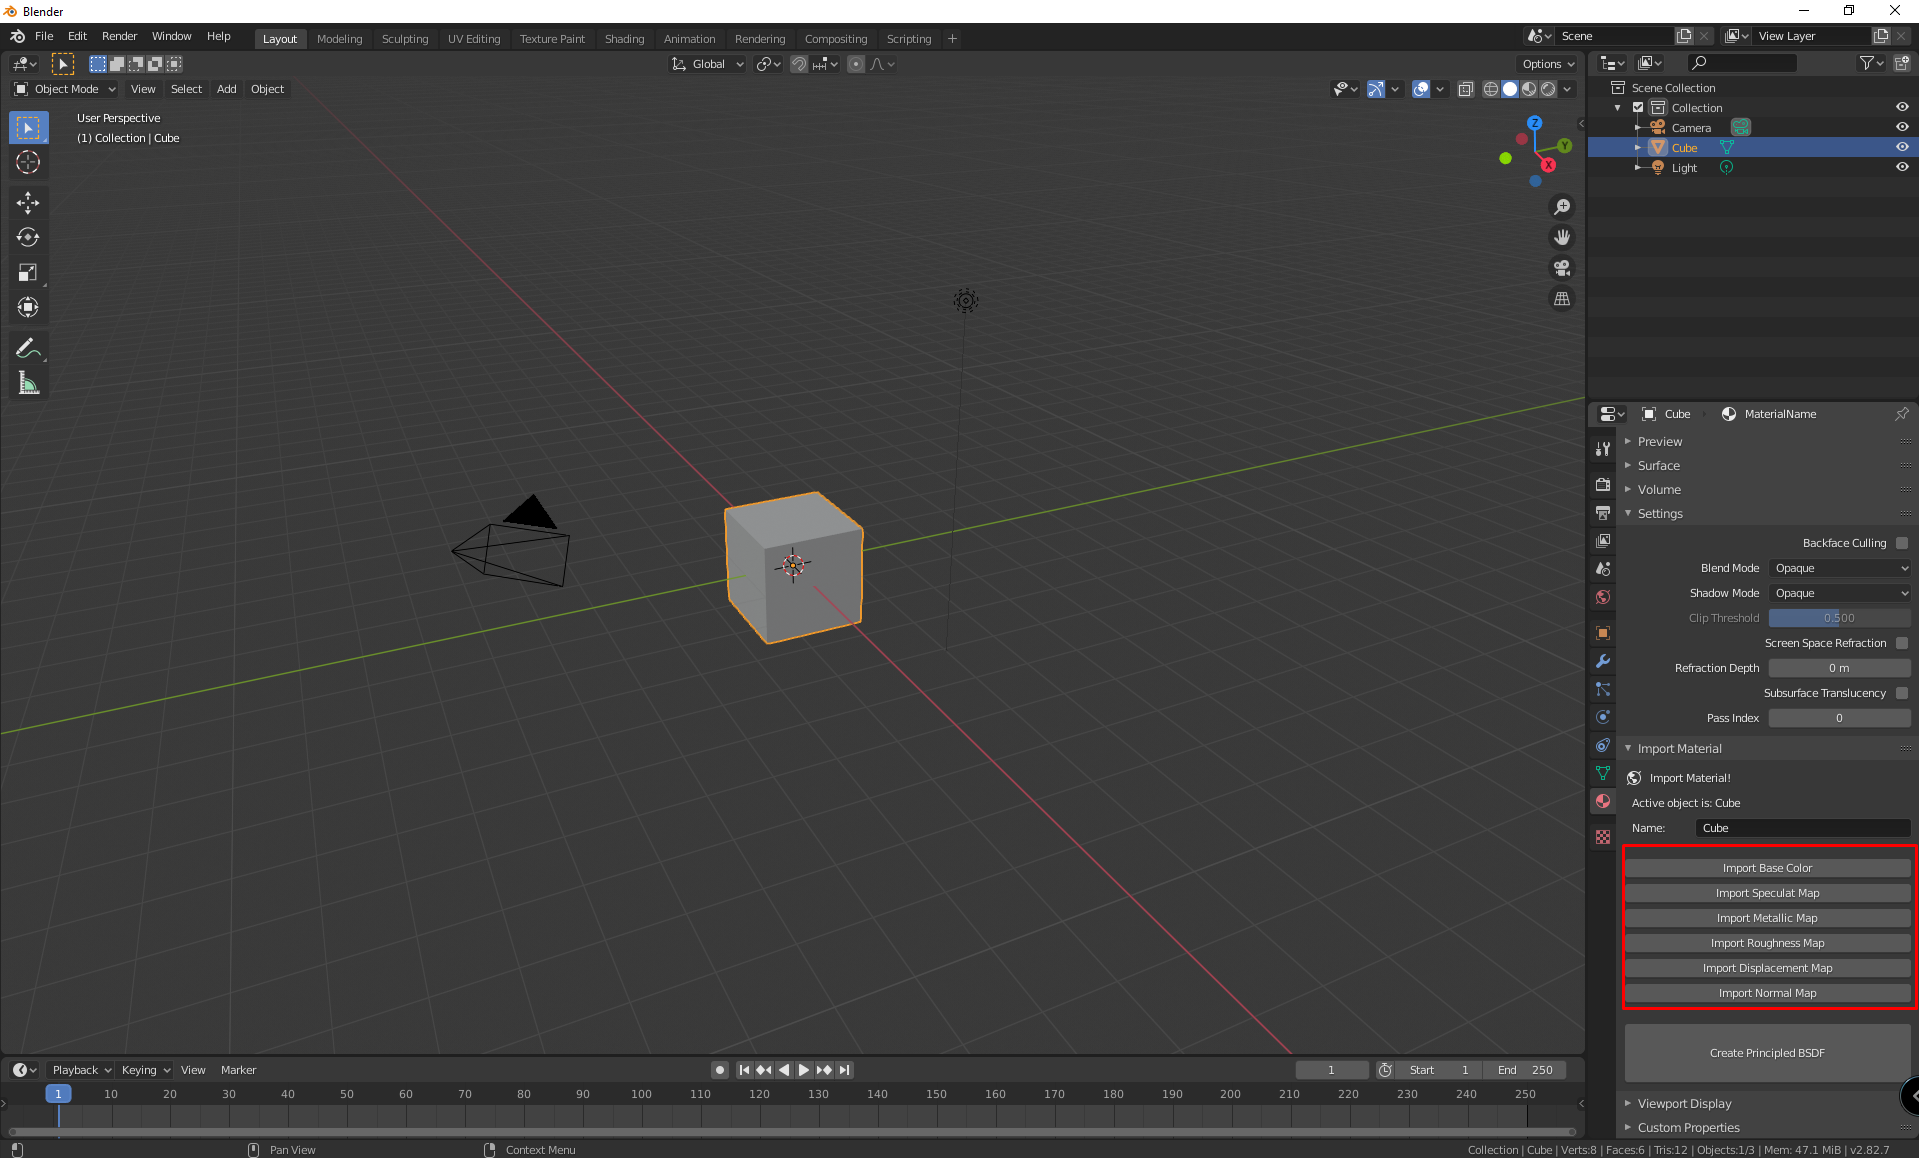 Blender
File Edit Render Window Help
Layout Modeling Sculpting UV Editing Texture Paint Shading Animation Rendering Compositing Scripting +
Scene
View Layer
Global
Options
Object Mode View Select Add Object
User Perspective
(1) Collection | Cube
Z
Y
X
Scene Collection
Collection
Camera
Cube
Light
Cube MaterialName
Preview
Surface
Volume
Settings
Backface Culling
Blend Mode Opaque
Shadow Mode Opaque
Clip Threshold 0.500
Screen Space Refraction
Refraction Depth 0 m
Subsurface Translucency
Pass Index 0
Import Material
Import Material!
Active object is: Cube
Name: Cube
Import Base Color
Import Speculat Map
Import Metallic Map
Import Roughness Map
Import Displacement Map
Import Normal Map
Create Principled BSDF
Viewport Display
Custom Properties
Playback Keying View Marker
1 Start 1 End 250
1 10 20 30 40 50 60 70 80 90 100 110 120 130 140 150 160 170 180 190 200 210 220 230 240 250
Pan View Context Menu
Collection | Cube | Verts:8 | Faces:6 | Tris:12 | Objects:1/3 | Mem: 47.1 MiB | v2.82.7